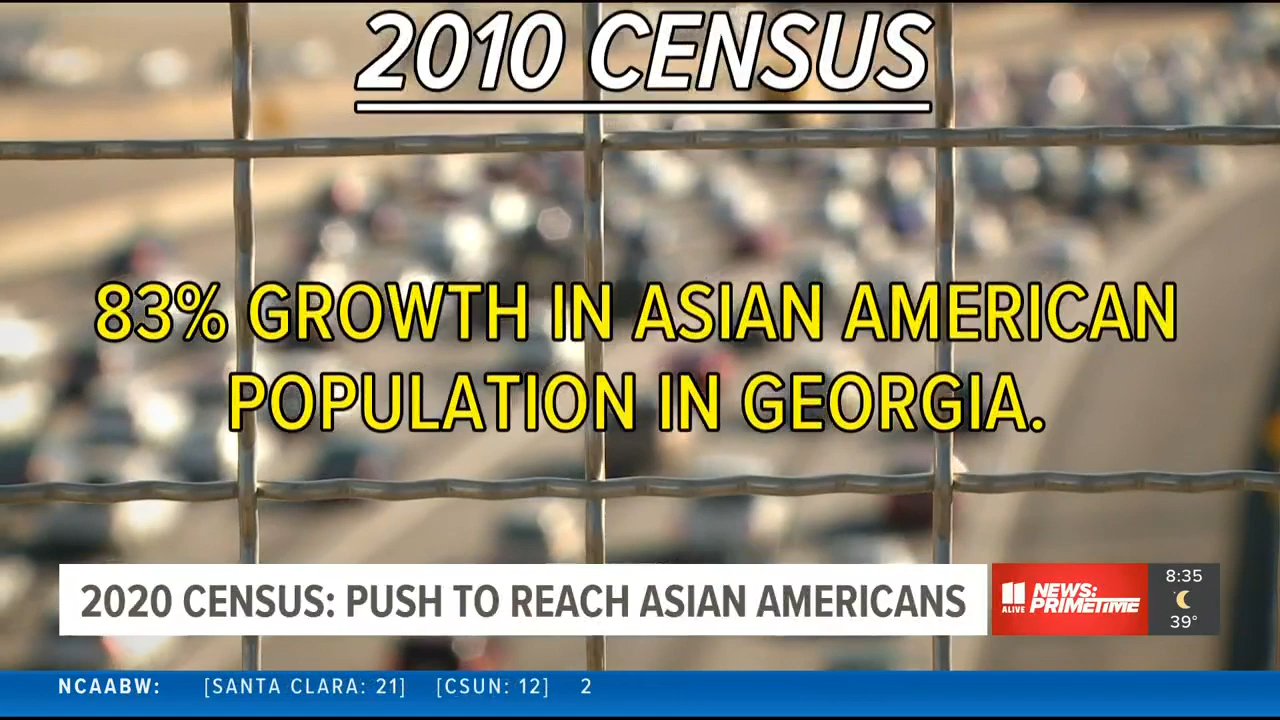 2010 CENSUS
83% GROWTH IN ASIAN AMERICAN
POPULATION IN GEORGIA.
2020 CENSUS: PUSH TO REACH ASIAN AMERICANS
11 ALIVE
NEWS:
PRIMETIME
8:35
39°
NCAABW: [SANTA CLARA: 21] [CSUN: 12] 2